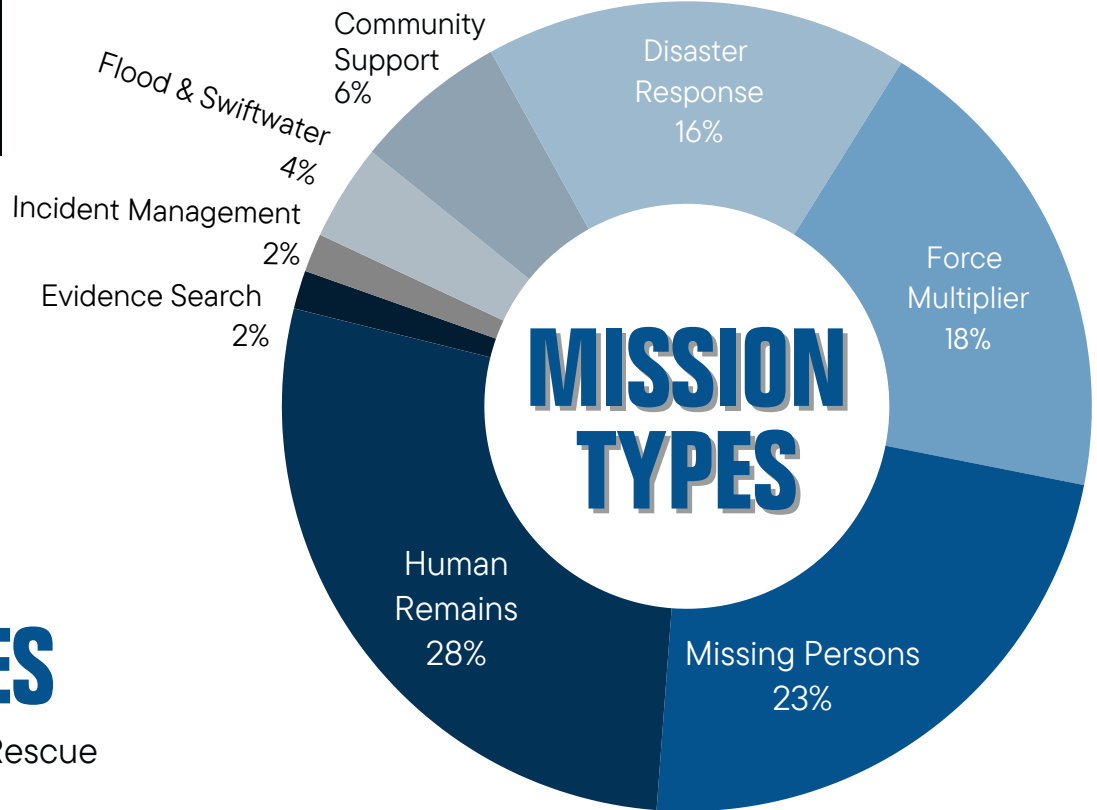 Community
Support
6%
Disaster
Response
16%
Flood & Swiftwater
4%
Incident Management
2%
Evidence Search
2%
Force
Multiplier
18%
MISSION
TYPES
Human
Remains
28%
Missing Persons
23%
ES
Rescue